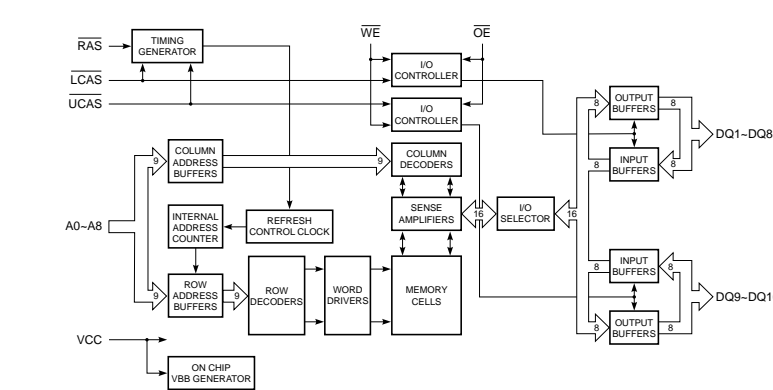 WE
OE
RAS
TIMING
GENERATOR
I/O
CONTROLLER
LCAS
UCAS
I/O
CONTROLLER
OUTPUT
BUFFERS
8
8
DQ1~DQ8
COLUMN
ADDRESS
BUFFERS
9
9
COLUMN
DECODERS
INPUT
BUFFERS
8
8
A0~A8
INTERNAL
ADDRESS
COUNTER
REFRESH
CONTROL CLOCK
SENSE
AMPLIFIERS
16
I/O
SELECTOR
16
ROW
ADDRESS
BUFFERS
9
9
ROW
DECODERS
WORD
DRIVERS
MEMORY
CELLS
INPUT
BUFFERS
8
8
DQ9~DQ1
OUTPUT
BUFFERS
8
8
VCC
ON CHIP
VBB GENERATOR